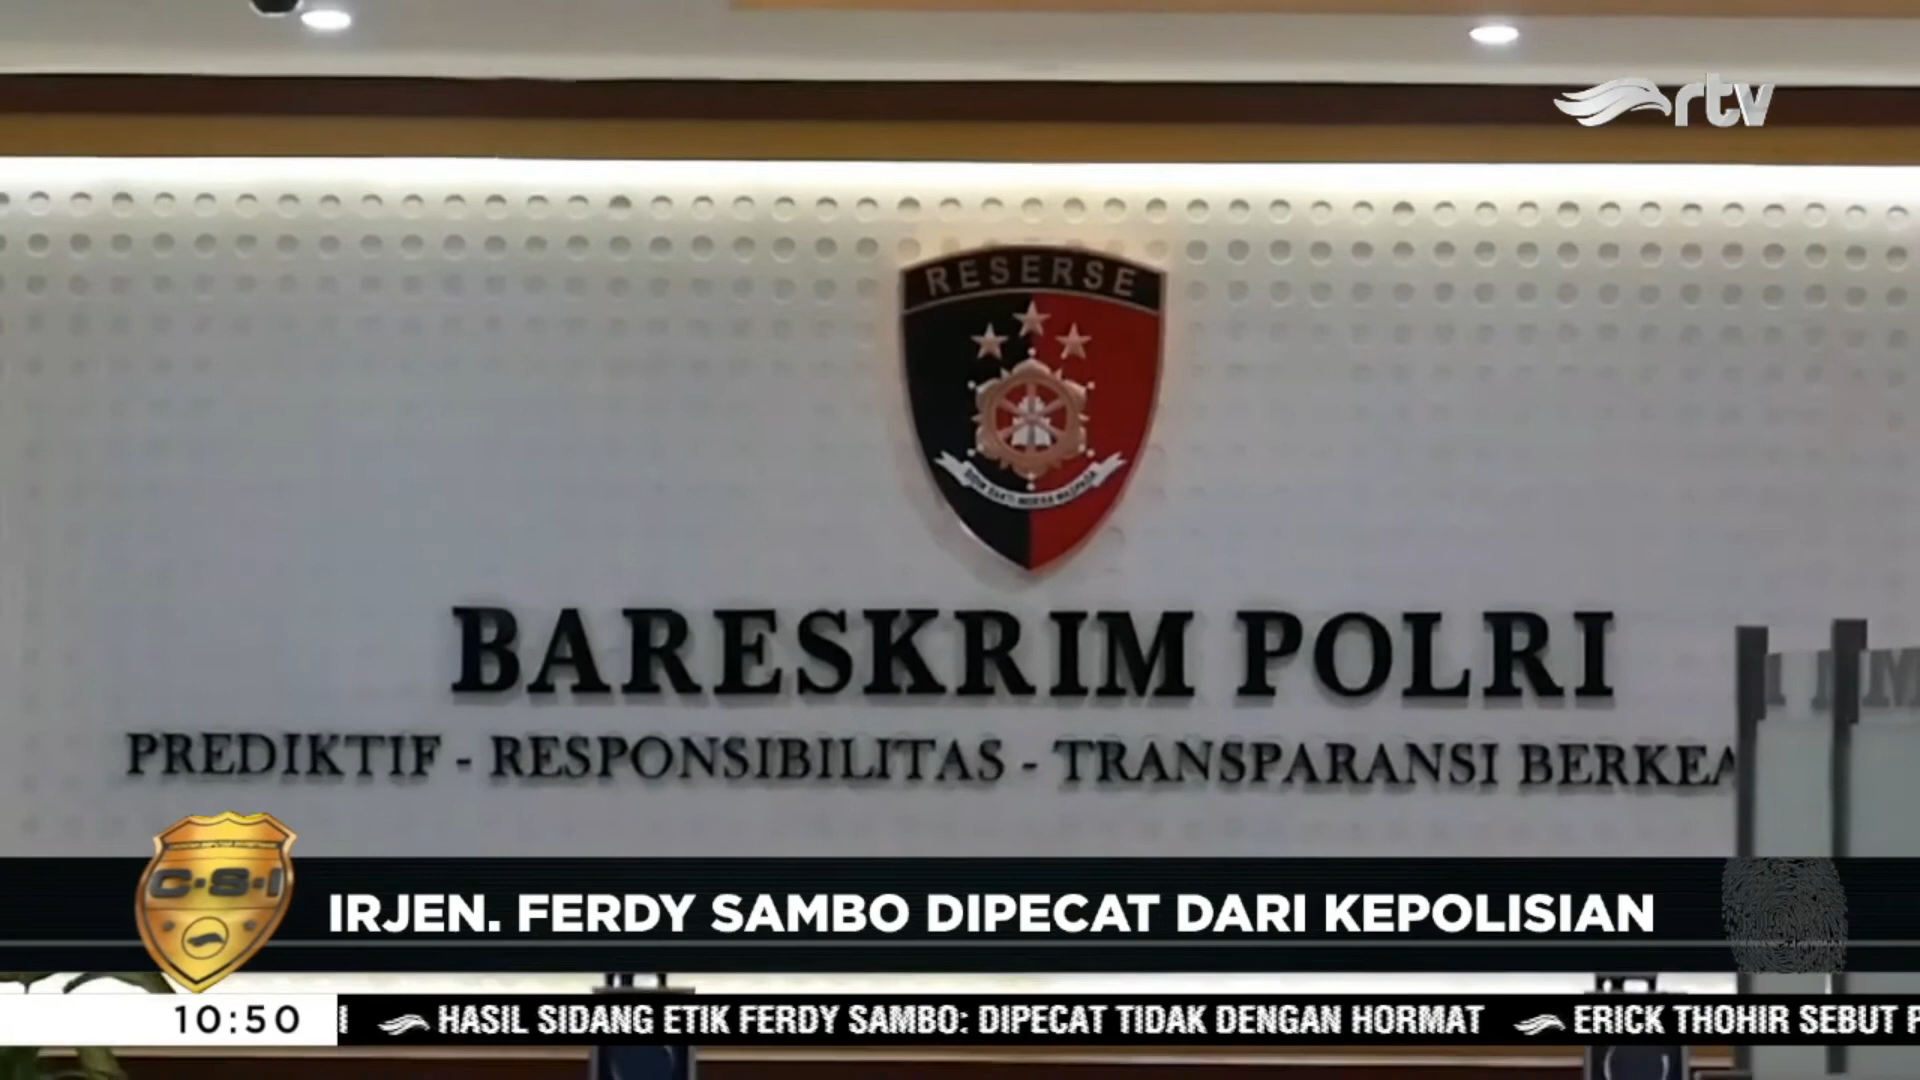 rtv
RESERSE
BARESKRIM POLRI
PREDIKTIF - RESPONSIBILITAS - TRANSPARANSI BERKEA
C·S·I
IRJEN. FERDY SAMBO DIPECAT DARI KEPOLISIAN
10:50
HASIL SIDANG ETIK FERDY SAMBO: DIPECAT TIDAK DENGAN HORMAT
ERICK THOHIR SEBUT